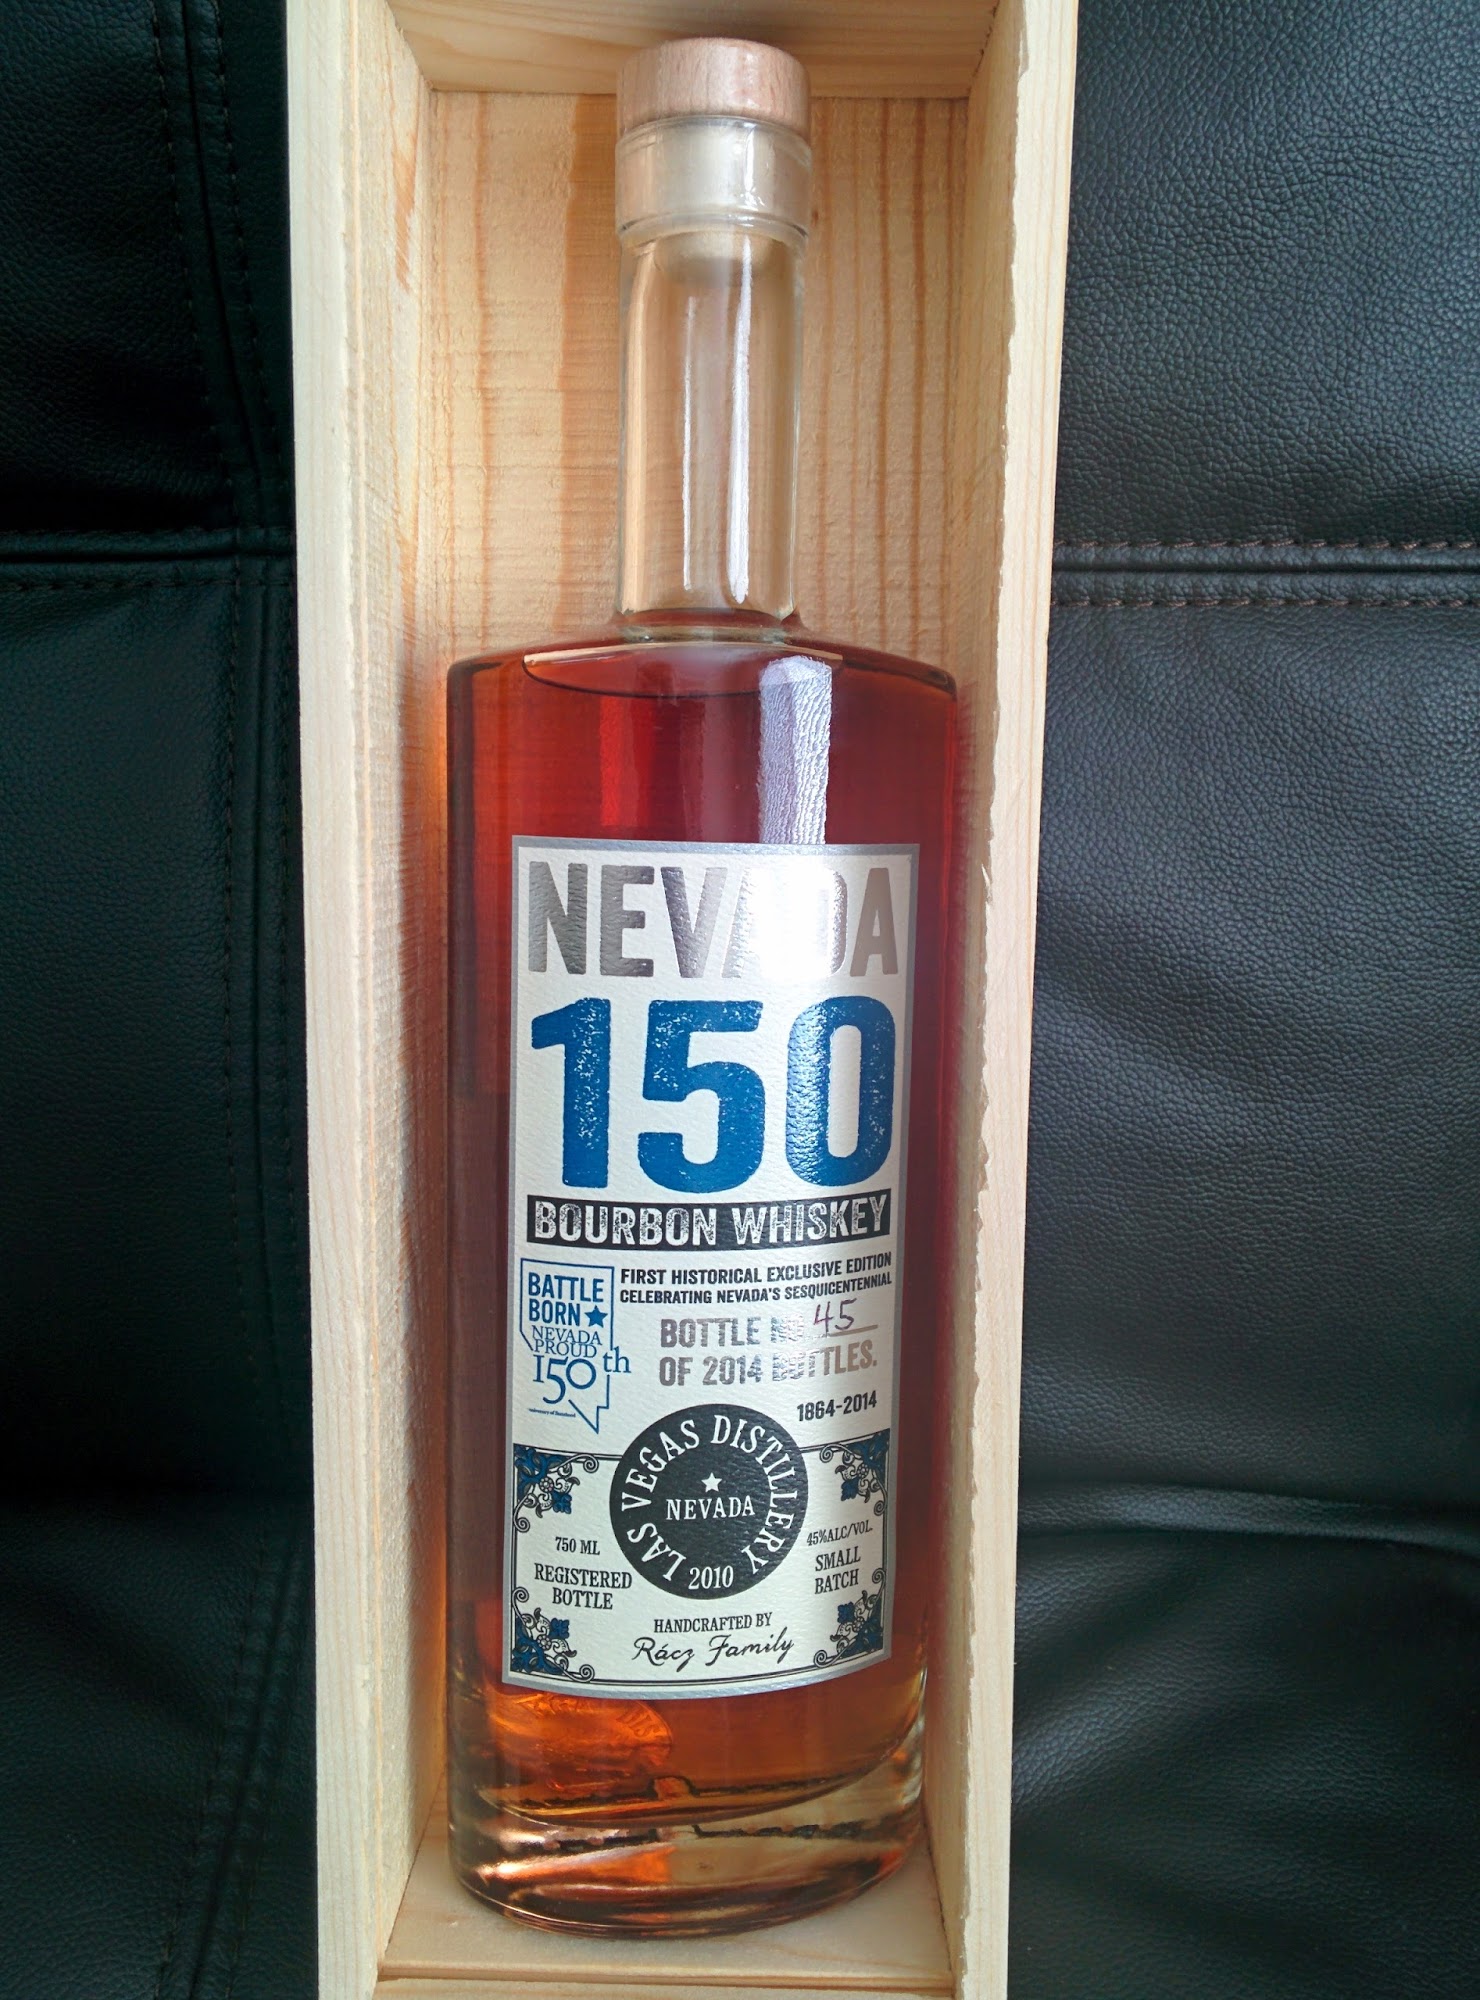 NEVADA
150
BOURBON WHISKEY
FIRST HISTORICAL EXCLUSIVE EDITION
CELEBRATING NEVADA'S SESQUICENTENNIAL
BATTLE
BORN
NEVADA
PROUD
150th
BOTTLE NO 45
OF 2014 BOTTLES.
1864-2014
LAS VEGAS DISTILLERY
NEVADA
2010
750 ML
REGISTERED
BOTTLE
45%ALC/VOL.
SMALL
BATCH
HANDCRAFTED BY
Rácz Family